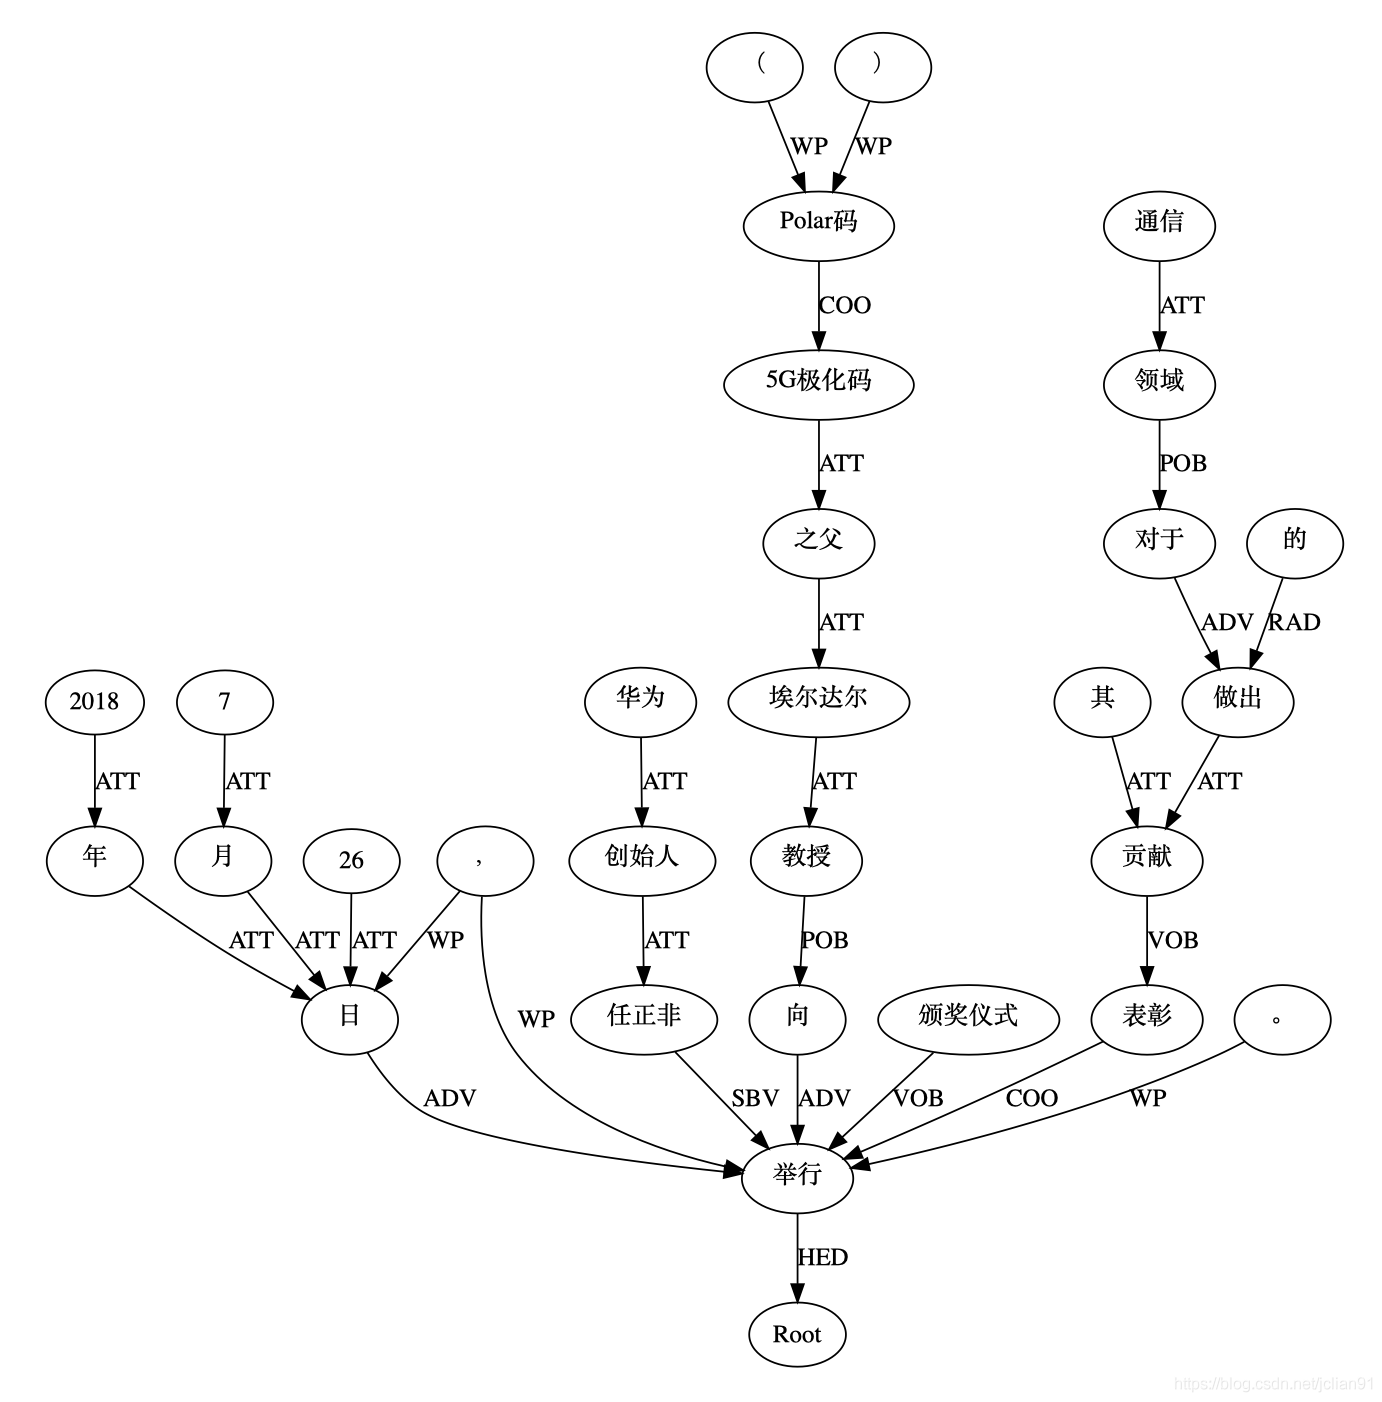 （ ）
WP WP
Polar码 通信
COO ATT
5G极化码 领域
ATT POB
之父 对于 的
ATT ADV RAD
2018 7 华为 埃尔达尔 其 做出
ATT ATT ATT ATT ATT ATT
年 月 26 , 创始人 教授 贡献
ATT ATT ATT WP ATT POB VOB
日 WP 任正非 向 颁奖仪式 表彰 。
ADV SBV ADV VOB COO WP
举行
HED
Root
https://blog.csdn.net/jclian91